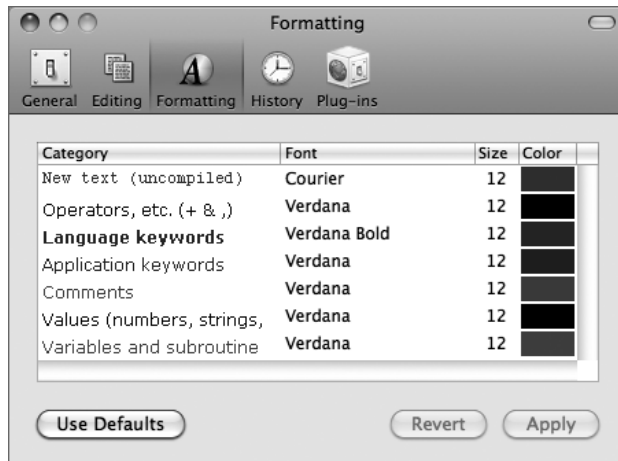 Formatting
General Editing Formatting History Plug-ins
Category Font Size Color
New text (uncompiled) Courier 12
Operators, etc. (+ & ,) Verdana 12
Language keywords Verdana Bold 12
Application keywords Verdana 12
Comments Verdana 12
Values (numbers, strings, Verdana 12
Variables and subroutine Verdana 12
Use Defaults Revert Apply